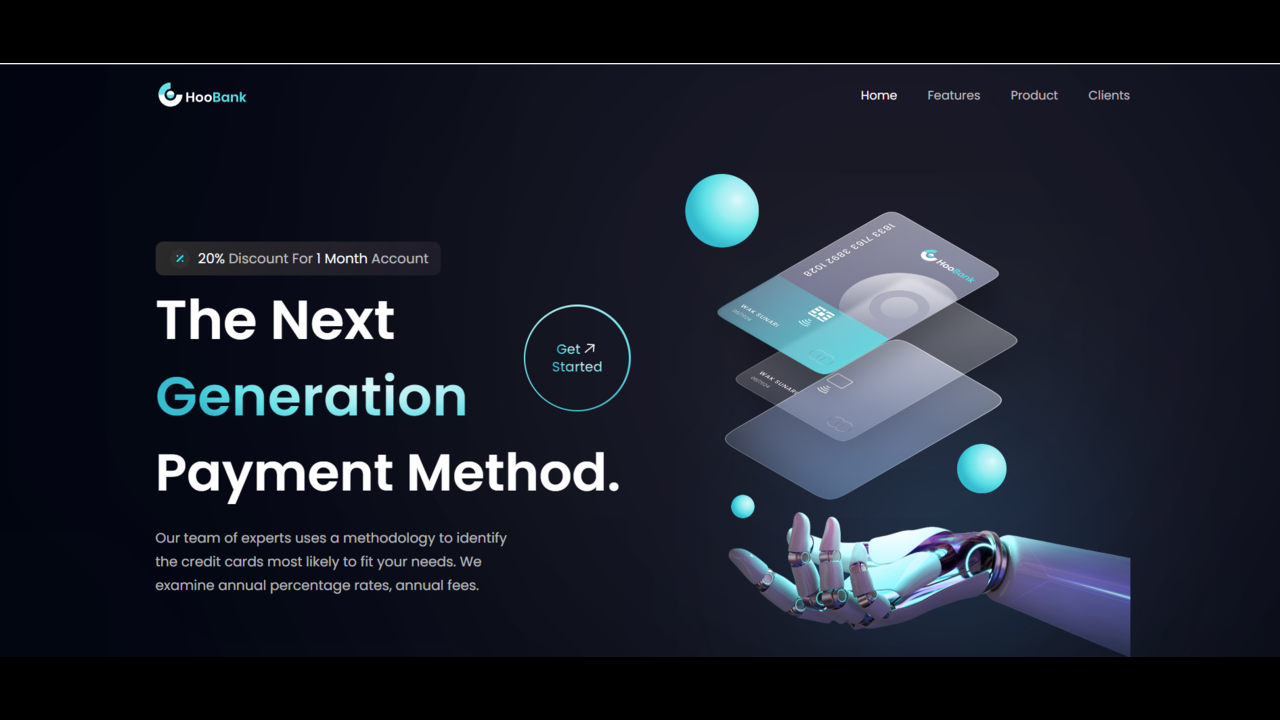 HooBank
Home Features Product Clients
20% Discount For 1 Month Account
The Next
Generation
Payment Method.
Get
Started
Our team of experts uses a methodology to identify
the credit cards most likely to fit your needs. We
examine annual percentage rates, annual fees.
1833 7163 3892 1028
HooBank
WAK SUNARI
WAK SUNARI